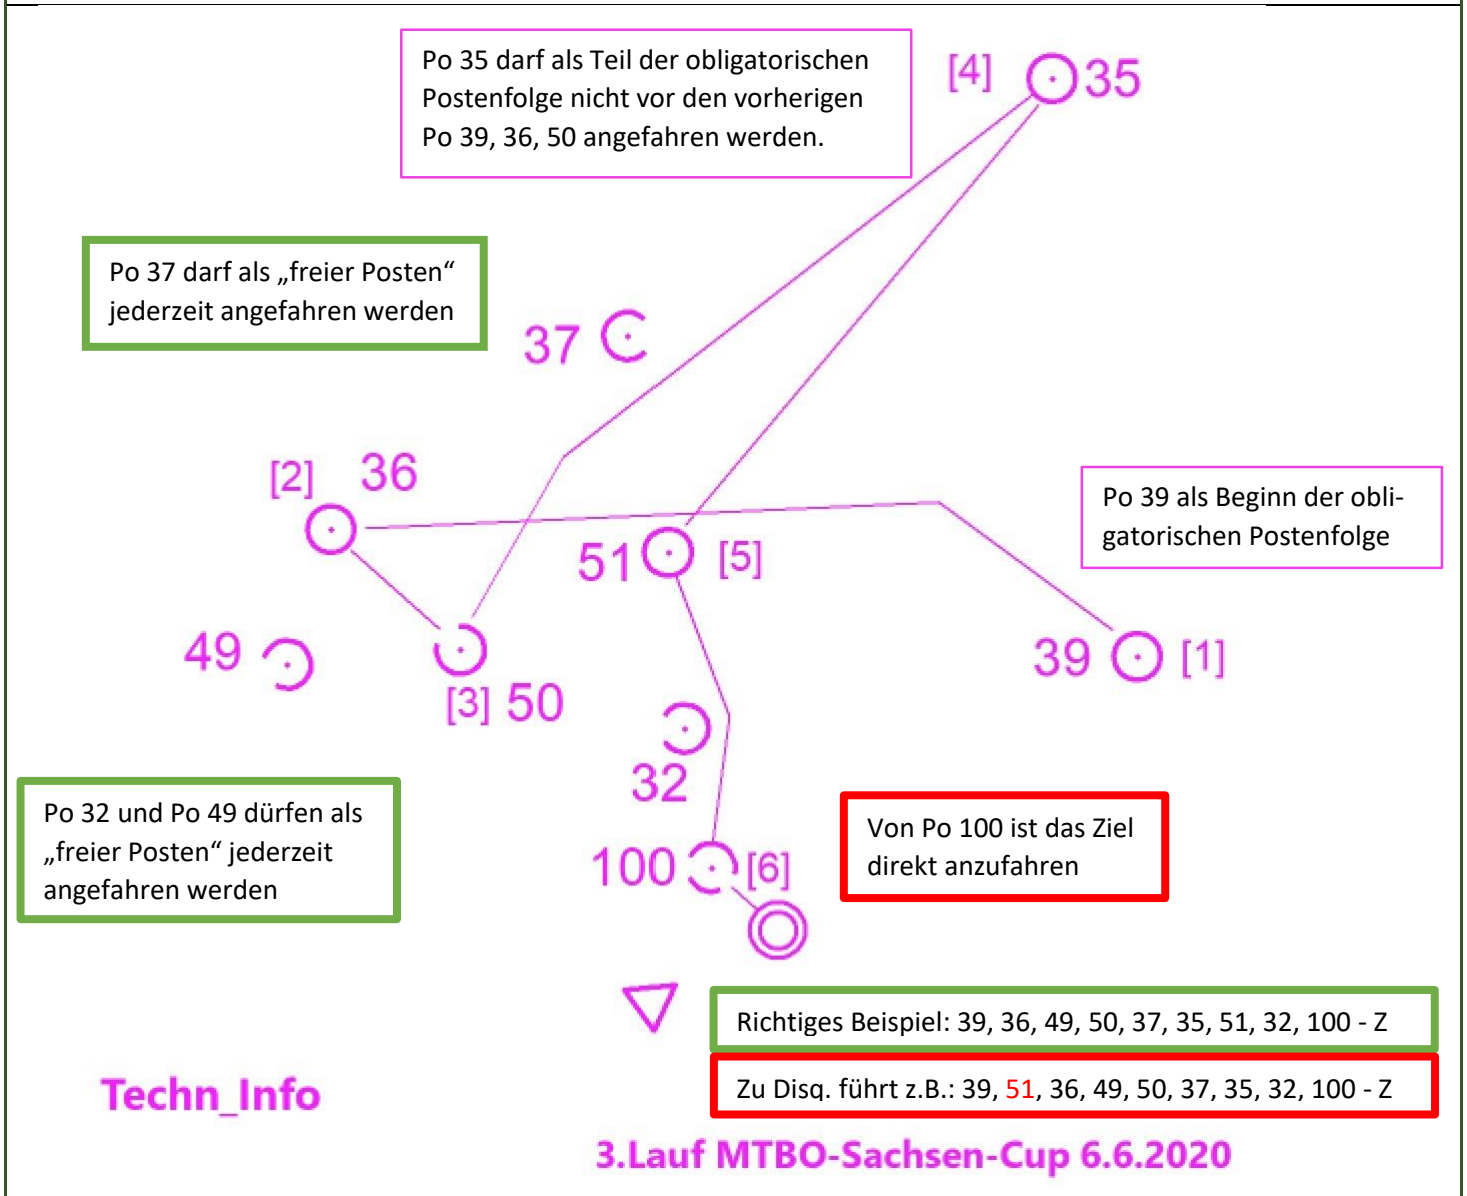 Po 35 darf als Teil der obligatorischen
Postenfolge nicht vor den vorherigen
Po 39, 36, 50 angefahren werden.
[4] 35
Po 37 darf als „freier Posten“
jederzeit angefahren werden
37
[2] 36
Po 39 als Beginn der obli-
gatorischen Postenfolge
51 [5]
49
39 [1]
[3] 50
32
Po 32 und Po 49 dürfen als
„freier Posten“ jederzeit
angefahren werden
Von Po 100 ist das Ziel
direkt anzufahren
100 [6]
Richtiges Beispiel: 39, 36, 49, 50, 37, 35, 51, 32, 100 - Z
Zu Disq. führt z.B.: 39, 51, 36, 49, 50, 37, 35, 32, 100 - Z
Techn_Info
3.Lauf MTBO-Sachsen-Cup 6.6.2020